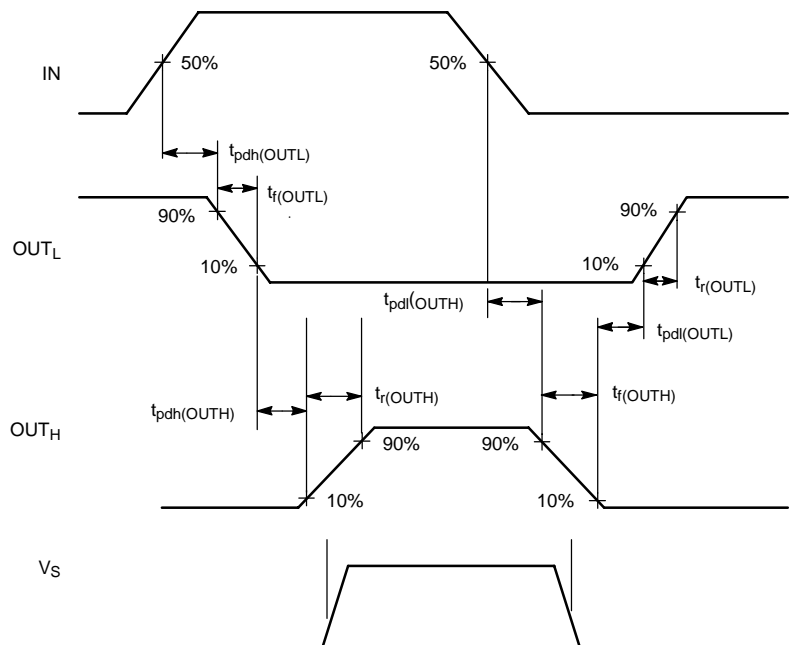 IN
50%
50%
tpdh(OUTL)
tf(OUTL)
90%
90%
OUTL
10%
10%
tr(OUTL)
tpdl(OUTH)
tpdl(OUTL)
tr(OUTH)
tf(OUTH)
tpdh(OUTH)
OUTH
90%
90%
10%
10%
VS